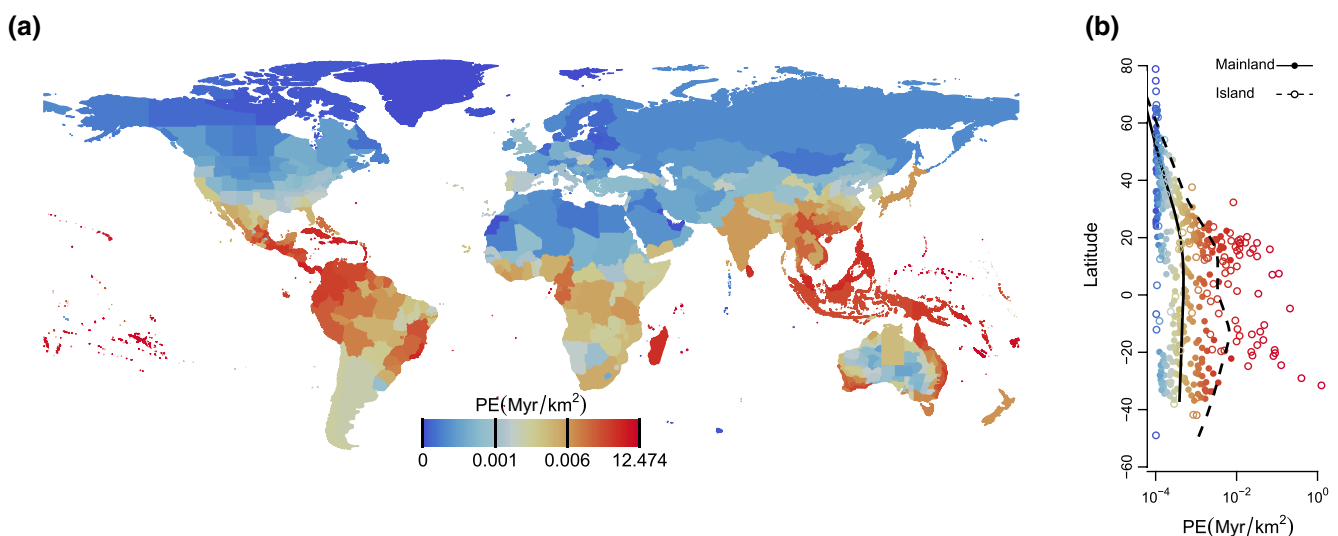 (a)
PE(Myr/km²)
0 0.001 0.006 12.474
(b)
Mainland
Island
80
60
40
20
0
−20
−40
−60
Latitude
10⁻⁴ 10⁻² 10⁰
PE(Myr/km²)